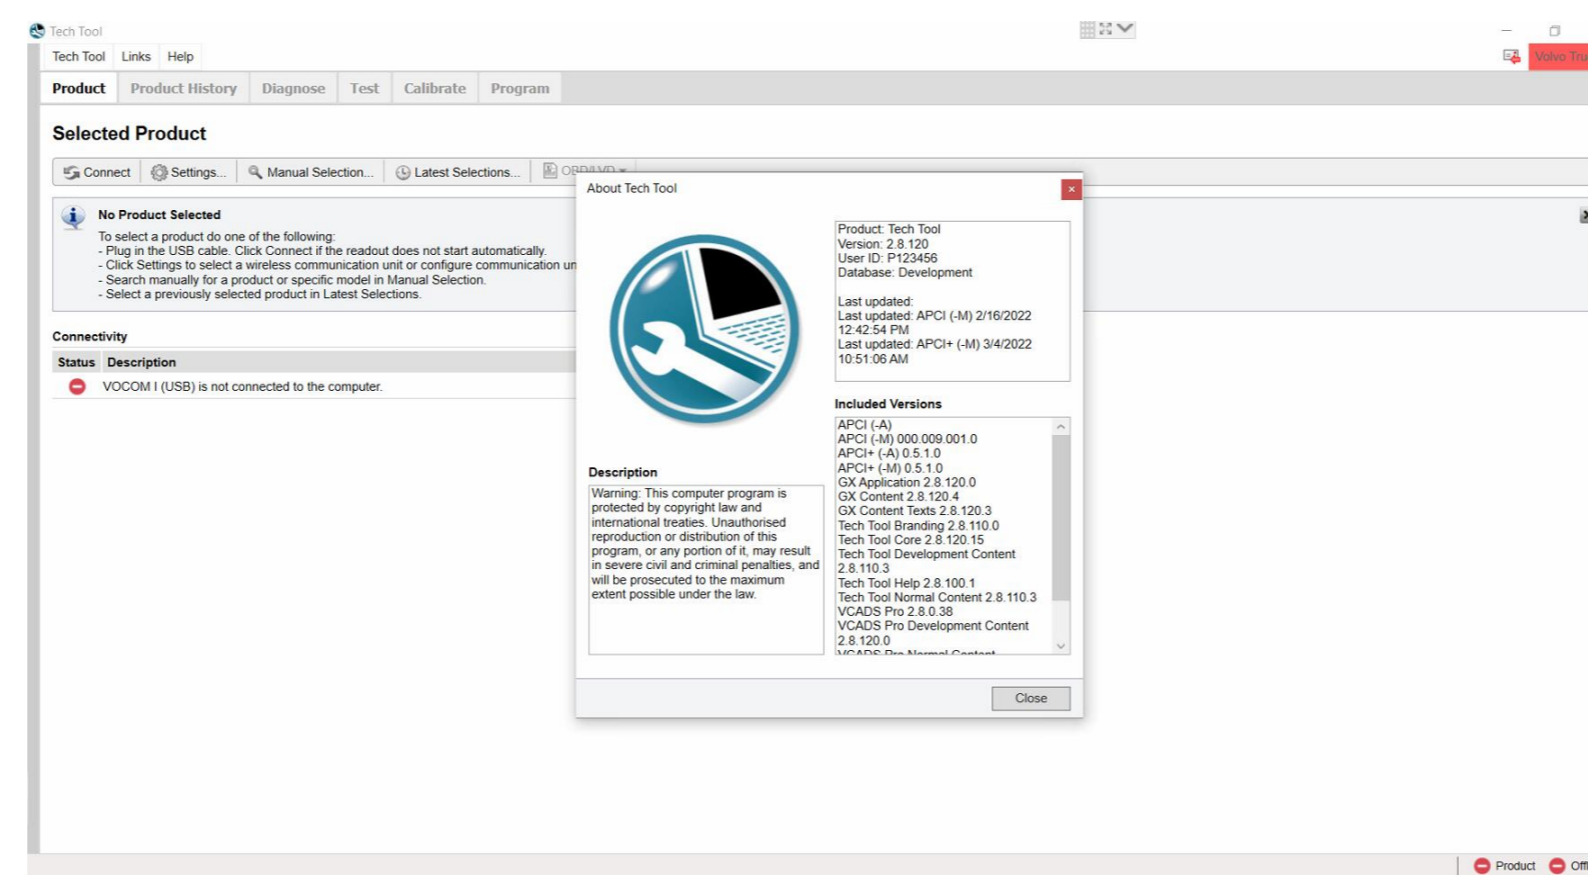 Tech Tool
Tech Tool Links Help
Volvo Tru
Product Product History Diagnose Test Calibrate Program
Selected Product
Connect Settings... Manual Selection... Latest Selections... OBD/LVD
No Product Selected
To select a product do one of the following:
- Plug in the USB cable. Click Connect if the readout does not start automatically.
- Click Settings to select a wireless communication unit or configure communication un
- Search manually for a product or specific model in Manual Selection.
- Select a previously selected product in Latest Selections.
Connectivity
Status Description
VOCOM I (USB) is not connected to the computer.
About Tech Tool
Product: Tech Tool
Version: 2.8.120
User ID: P123456
Database: Development
Last updated:
Last updated: APCI (-M) 2/16/2022
12:42:54 PM
Last updated: APCI+ (-M) 3/4/2022
10:51:06 AM
Included Versions
APCI (-A)
APCI (-M) 000.009.001.0
APCI+ (-A) 0.5.1.0
APCI+ (-M) 0.5.1.0
GX Application 2.8.120.0
GX Content 2.8.120.4
GX Content Texts 2.8.120.3
Tech Tool Branding 2.8.110.0
Tech Tool Core 2.8.120.15
Tech Tool Development Content
2.8.110.3
Tech Tool Help 2.8.100.1
Tech Tool Normal Content 2.8.110.3
VCADS Pro 2.8.0.38
VCADS Pro Development Content
2.8.120.0
VCADS Pro Normal Content
Description
Warning: This computer program is
protected by copyright law and
international treaties. Unauthorised
reproduction or distribution of this
program, or any portion of it, may result
in severe civil and criminal penalties, and
will be prosecuted to the maximum
extent possible under the law.
Close
Product Offl